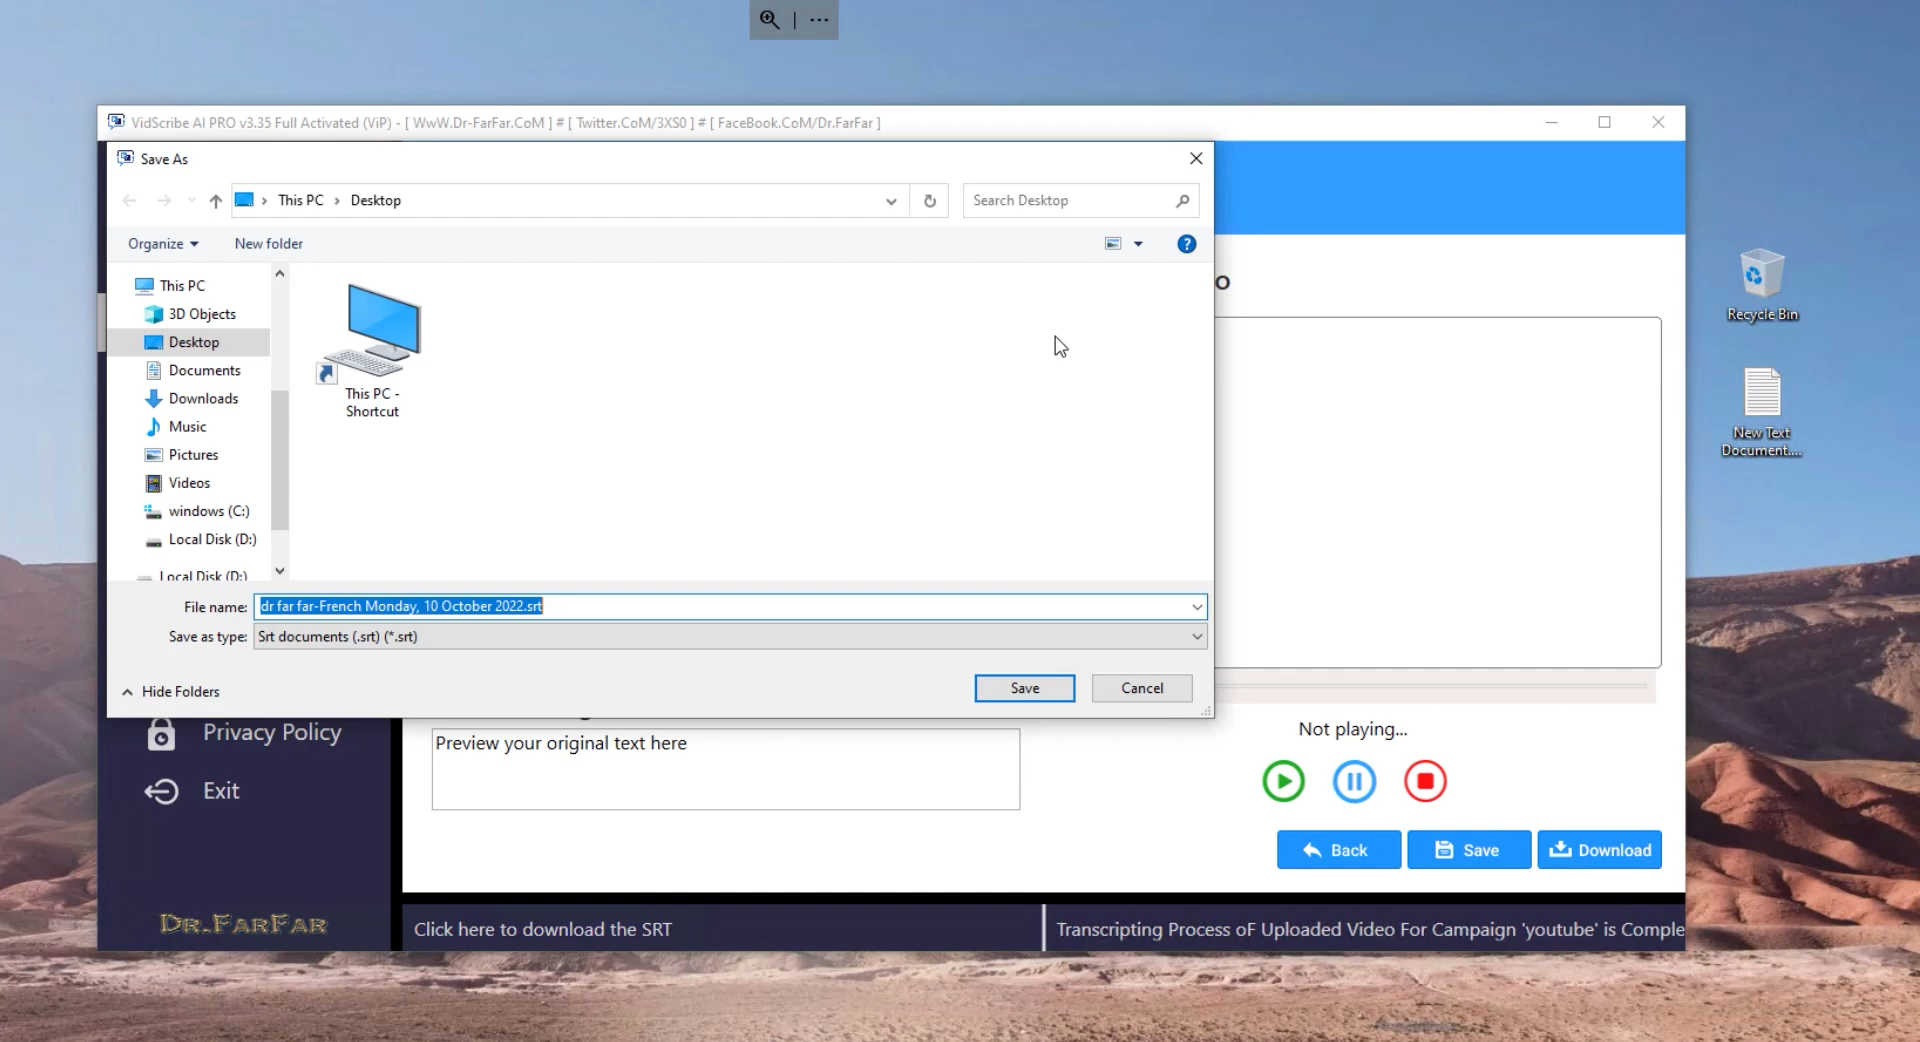 VidScribe AI PRO v3.35 Full Activated (ViP) - [ WwW.Dr-FarFar.CoM ] # [ Twitter.CoM/3XS0 ] # [ FaceBook.CoM/Dr.FarFar ]
Save As
This PC > Desktop
Search Desktop
Organize
New folder
This PC
3D Objects
Desktop
Documents
Downloads
Music
Pictures
Videos
windows (C:)
Local Disk (D:)
Local Disk (D:)
This PC -
Shortcut
o
Recycle Bin
New Text
Document....
File name: dr far far-French Monday, 10 October 2022.srt
Save as type: Srt documents (.srt) (*.srt)
Hide Folders
Save
Cancel
Privacy Policy
Exit
Preview your original text here
Not playing...
Back
Save
Download
DR.FARFAR
Click here to download the SRT
Transcripting Process oF Uploaded Video For Campaign 'youtube' is Comple